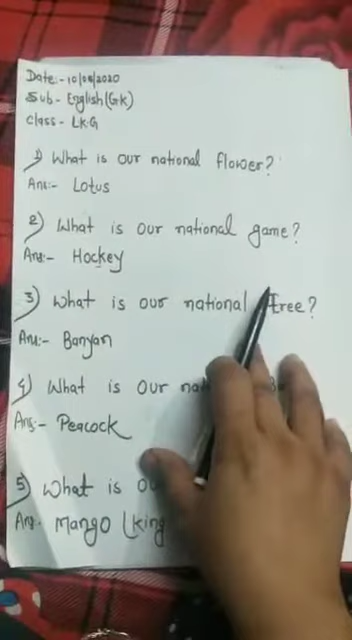 Date:- 10/08/2020
Sub- English(GK)
Class- LKG
1) What is our national flower?
Ans:- Lotus
2) What is our national game?
Ans:- Hockey
3) What is our national tree?
Ans:- Banyan
4) What is our
Ans:- Peacock
5) What is
Ans- Mango (king